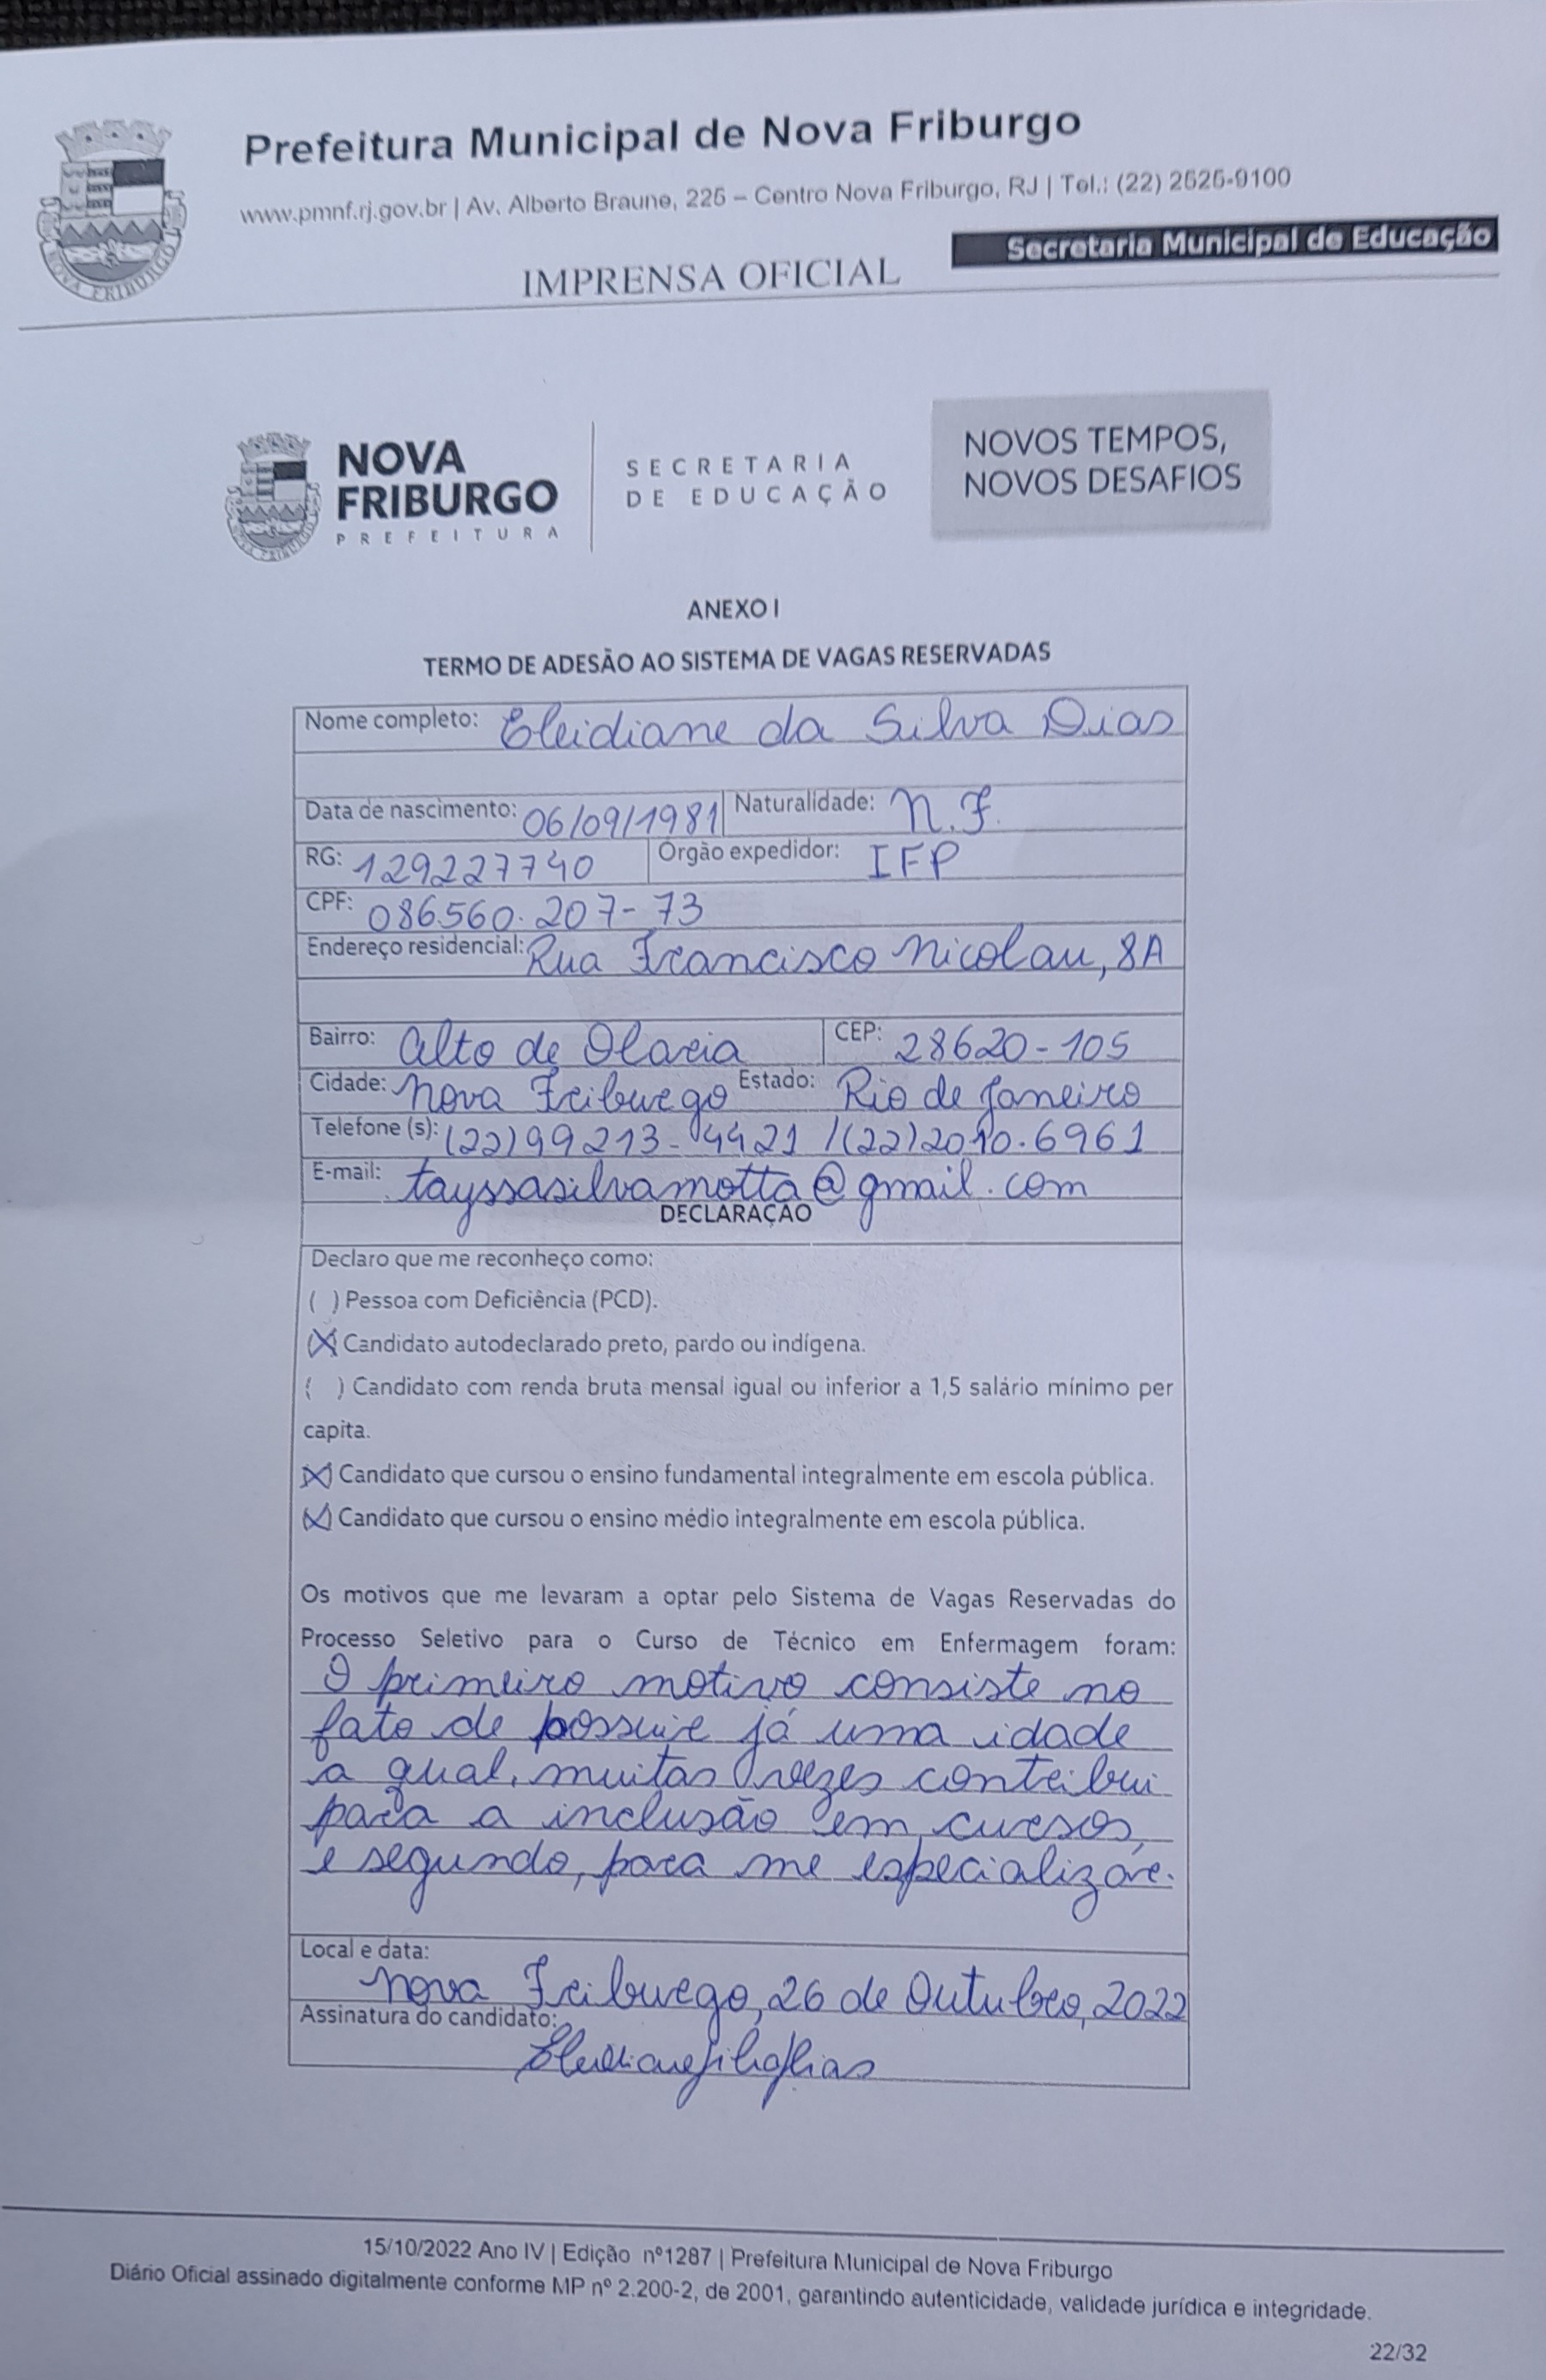 Prefeitura Municipal de Nova Friburgo
www.pmnf.rj.gov.br | Av. Alberto Braune, 225 – Centro Nova Friburgo, RJ | Tel.: (22) 2525-9100
Secretaria Municipal de Educação
IMPRENSA OFICIAL
NOVA FRIBURGO
NOVA
FRIBURGO
PREFEITURA
SECRETARIA
DE EDUCAÇÃO
NOVOS TEMPOS,
NOVOS DESAFIOS
ANEXO I
TERMO DE ADESÃO AO SISTEMA DE VAGAS RESERVADAS
Nome completo: Cleidiane da Silva Dias
Data de nascimento: 06/09/1981 Naturalidade: N.F.
RG: 129227740 Órgão expedidor: IFP
CPF: 086560.207-73
Endereço residencial: Rua Francisco Nicolau, 8A
Bairro: Alto de Olaria CEP: 28620-105
Cidade: Nova Friburgo Estado: Rio de Janeiro
Telefone (s): (22)99213-4421 /(22)2010.6961
E-mail: tayssasilvamotta@gmail.com
DECLARAÇÃO
Declaro que me reconheço como:
( ) Pessoa com Deficiência (PCD).
(X) Candidato autodeclarado preto, pardo ou indígena.
( ) Candidato com renda bruta mensal igual ou inferior a 1,5 salário mínimo per
capita.
(X) Candidato que cursou o ensino fundamental integralmente em escola pública.
(X) Candidato que cursou o ensino médio integralmente em escola pública.
Os motivos que me levaram a optar pelo Sistema de Vagas Reservadas do
Processo Seletivo para o Curso de Técnico em Enfermagem foram:
O primeiro motivo consiste no
fato de possuir já uma idade
a qual, muitas vezes contribui
para a inclusão em cursos,
e segundo, para me especializar.
Local e data:
Nova Friburgo, 26 de Outubro, 2022
Assinatura do candidato:
15/10/2022 Ano IV | Edição nº1287 | Prefeitura Municipal de Nova Friburgo
Diário Oficial assinado digitalmente conforme MP nº 2.200-2, de 2001, garantindo autenticidade, validade jurídica e integridade.
22/32